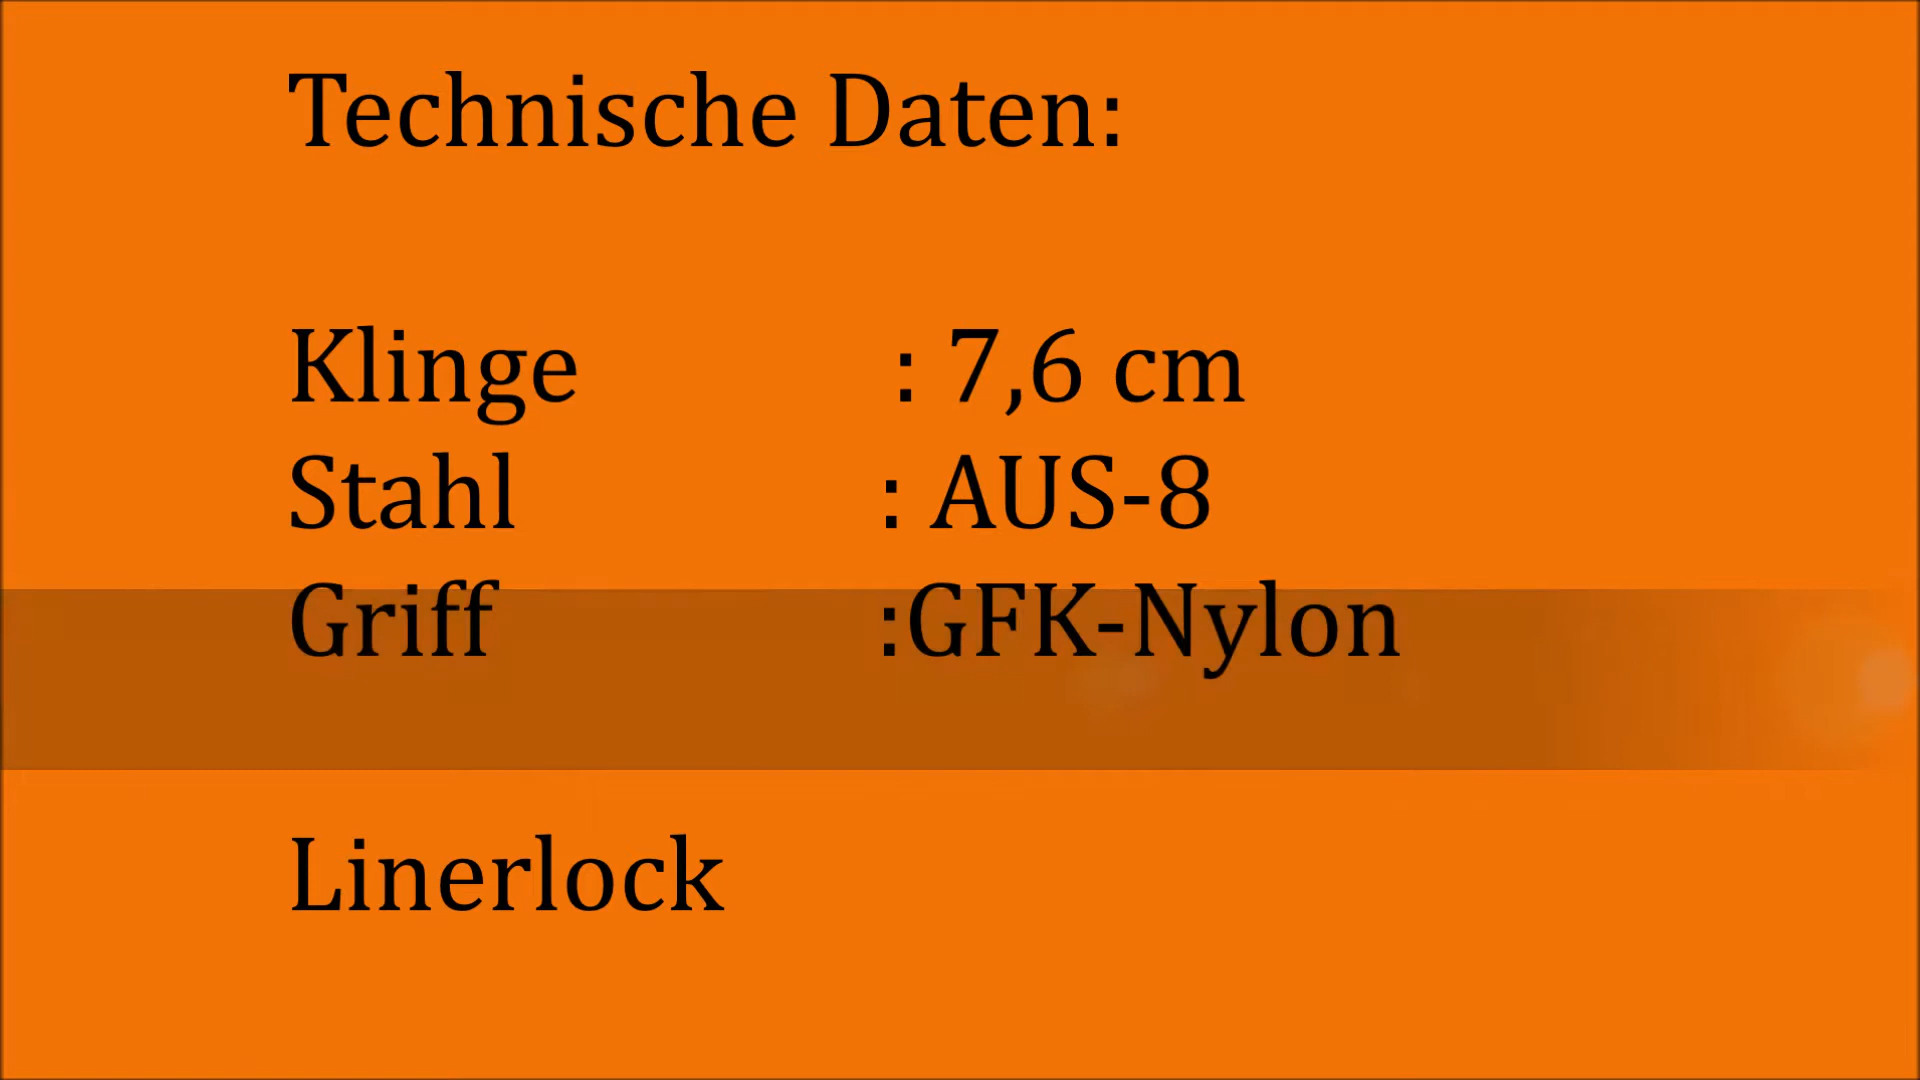 Technische Daten:
Klinge : 7,6 cm
Stahl : AUS-8
Griff :GFK-Nylon
Linerlock